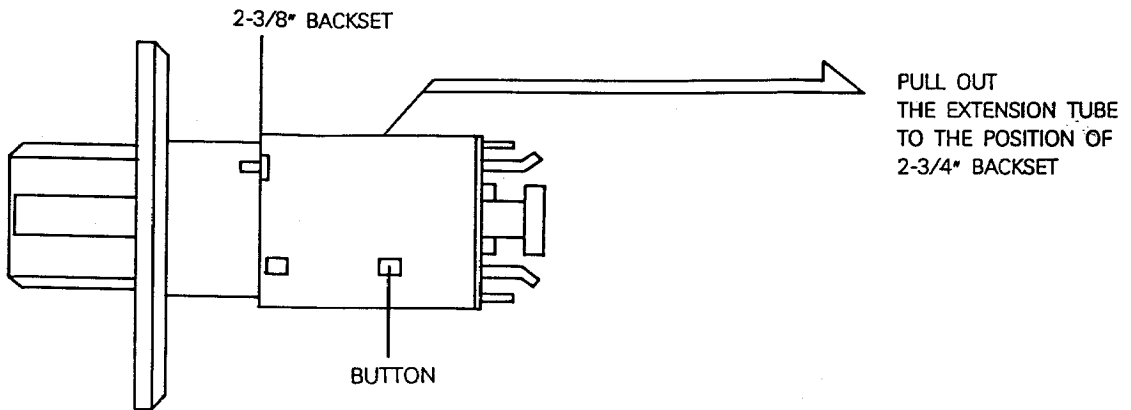 2-3/8" BACKSET
PULL OUT
THE EXTENSION TUBE
TO THE POSITION OF
2-3/4" BACKSET
BUTTON